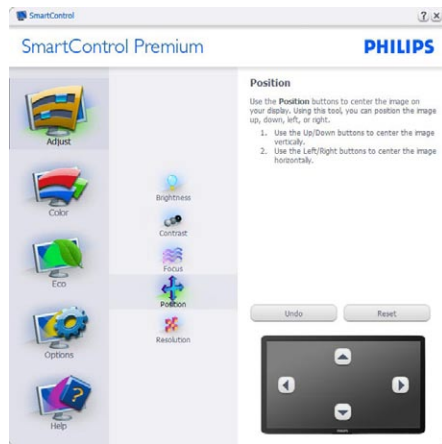 SmartControl
? x
SmartControl Premium
PHILIPS
Adjust
Color
Eco
Options
Help
Brightness
Contrast
Focus
Position
Resolution
Position
Use the Position buttons to center the image on
your display. Using this tool, you can position the image
up, down, left, or right.
1. Use the Up/Down buttons to center the image
vertically.
2. Use the Left/Right buttons to center the image
horizontally.
Undo
Reset
PHILIPS